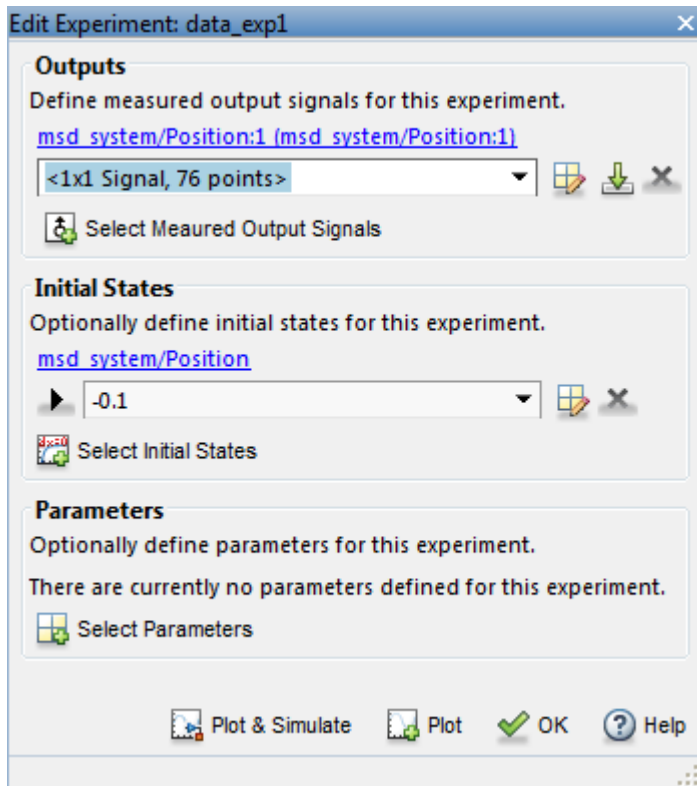 Edit Experiment: data_exp1
Outputs
Define measured output signals for this experiment.
msd_system/Position:1 (msd_system/Position:1)
<1x1 Signal, 76 points>
Select Meaured Output Signals
Initial States
Optionally define initial states for this experiment.
msd_system/Position
-0.1
Select Initial States
Parameters
Optionally define parameters for this experiment.
There are currently no parameters defined for this experiment.
Select Parameters
Plot & Simulate Plot OK Help